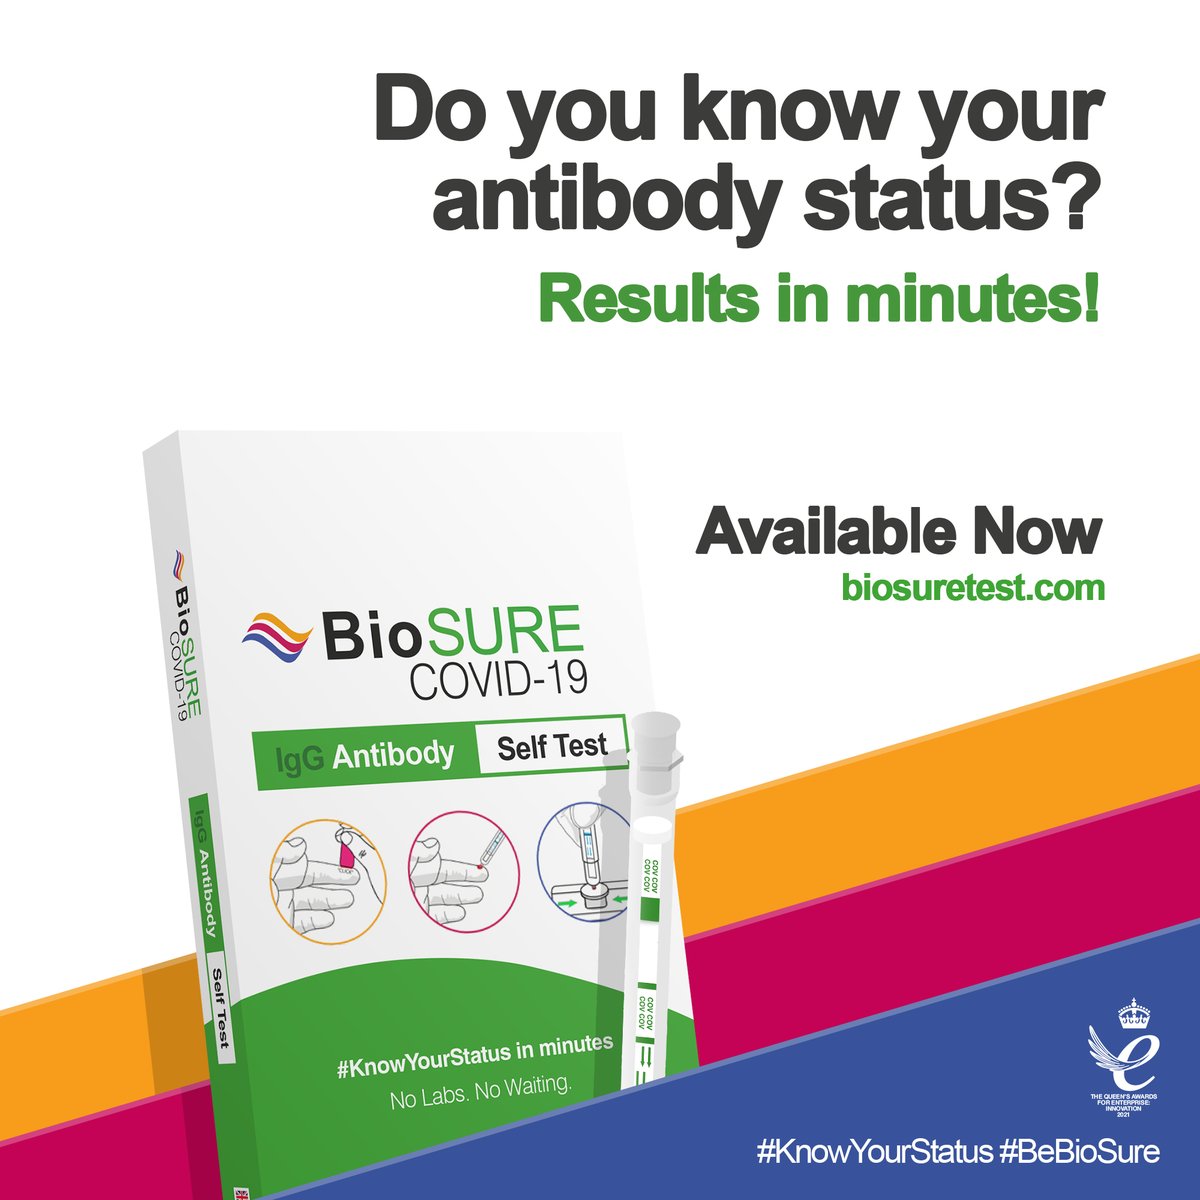 Do you know your
antibody status?
Results in minutes!
Available Now
biosuretest.com
BioSURE
COVID-19
IgG Antibody Self Test
BioSURE
COVID-19
IgG Antibody Self Test
"CLICK"
COV COV
COV COV
COV COV
COV COV
#KnowYourStatus in minutes
No Labs. No Waiting.
THE QUEEN'S AWARDS
FOR ENTERPRISE:
INNOVATION
2021
#KnowYourStatus #BeBioSure